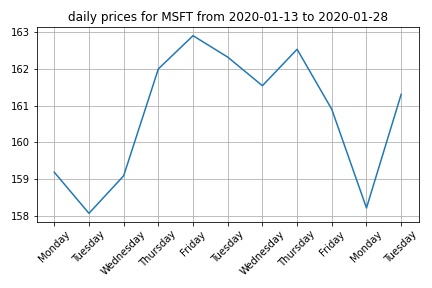 daily prices for MSFT from 2020-01-13 to 2020-01-28
163
162
161
160
159
158
Monday
Tuesday
Wednesday
Thursday
Friday
Tuesday
Wednesday
Thursday
Friday
Monday
Tuesday